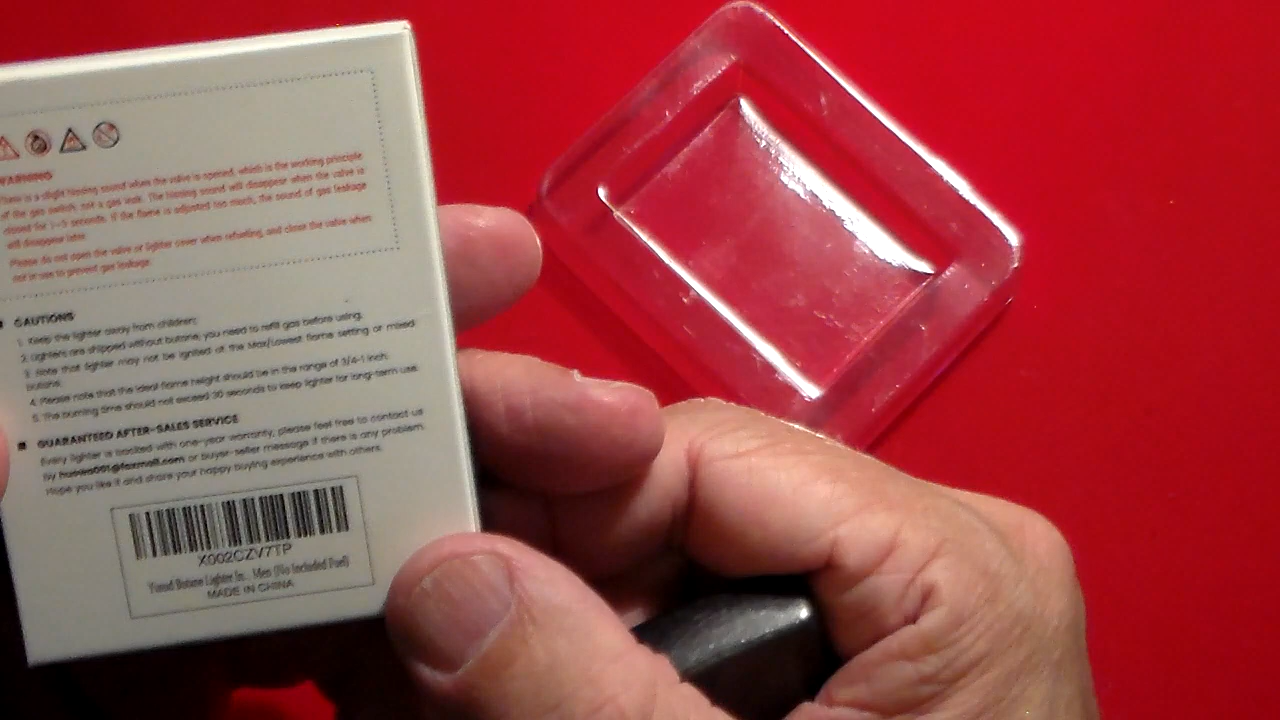 WARNING
There is a slight hissing sound when the valve is opened, which is the working principle
of the gas switch, not a gas leak. The hissing sound will disappear when the valve is
closed for 1-5 seconds. If the flame is adjusted too much, the sound of gas leakage
will disappear later.
Please do not open the valve or lighter cover when refueling, and close the valve when
not in use to prevent gas leakage.
CAUTIONS
1. Keep the lighter away from children;
2. Lighters are shipped without butane, you need to refill gas before using.
3. Note that lighter may not be ignited at the Max/Lowest flame setting or mixed
butane.
4. Please note that the ideal flame height should be in the range of 3/4-1 inch.
5. The burning time should not exceed 30 seconds to keep lighter for long-term use.
GUARANTEED AFTER-SALES SERVICE
Every lighter is backed with one-year warranty, please feel free to contact us
by @foxmail.com or buyer-seller message if there is any problem.
Hope you like it and share your happy buying experience with others.
X002CZV7TP
Butane Lighter In... Men (No Included Fuel)
MADE IN CHINA